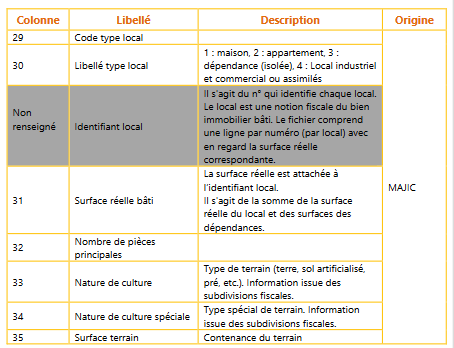 Colonne Libellé Description Origine
29 Code type local
30 Libellé type local 1 : maison, 2 : appartement, 3 :
dépendance (isolée), 4 : Local industriel
et commercial ou assimilés
Non
renseigné Identifiant local Il s'agit du n° qui identifie chaque local.
Le local est une notion fiscale du bien
immobilier bâti. Le fichier comprend
une ligne par numéro (par local) avec
en regard la surface réelle
correspondante.
31 Surface réelle bâti La surface réelle est attachée à
l'identifiant local.
Il s'agit de la somme de la surface
réelle du local et des surfaces des
dépendances.
MAJIC
32 Nombre de pièces
principales
33 Nature de culture Type de terrain (terre, sol artificialisé,
pré, etc.). Information issue des
subdivisions fiscales.
34 Nature de culture spéciale Type spécial de terrain. Information
issue des subdivisions fiscales.
35 Surface terrain Contenance du terrain